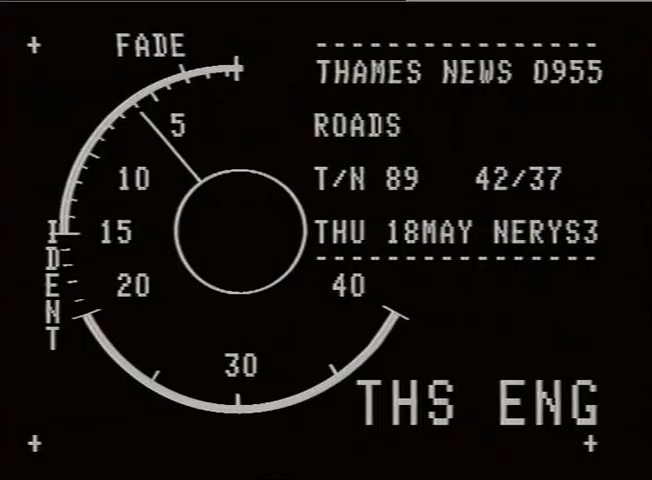 FADE
----------------
THAMES NEWS D955
ROADS
T/N 89 42/37
THU 18MAY NERYS3
----------------
5
10
15
20
30
40
IDENT
THS ENG